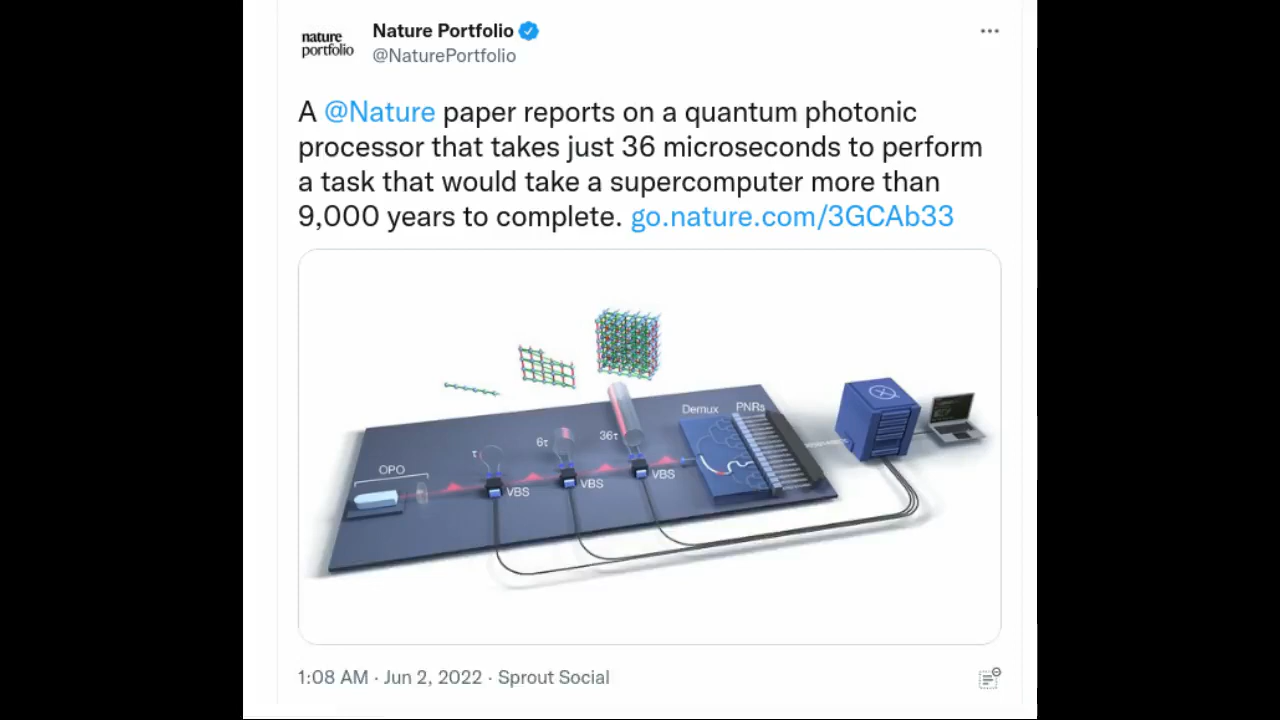 nature
portfolio
Nature Portfolio
@NaturePortfolio
A @Nature paper reports on a quantum photonic
processor that takes just 36 microseconds to perform
a task that would take a supercomputer more than
9,000 years to complete. go.nature.com/3GCAb33
Demux PNRs
τ 6τ 36τ
OPO
VBS VBS VBS
1:08 AM · Jun 2, 2022 · Sprout Social